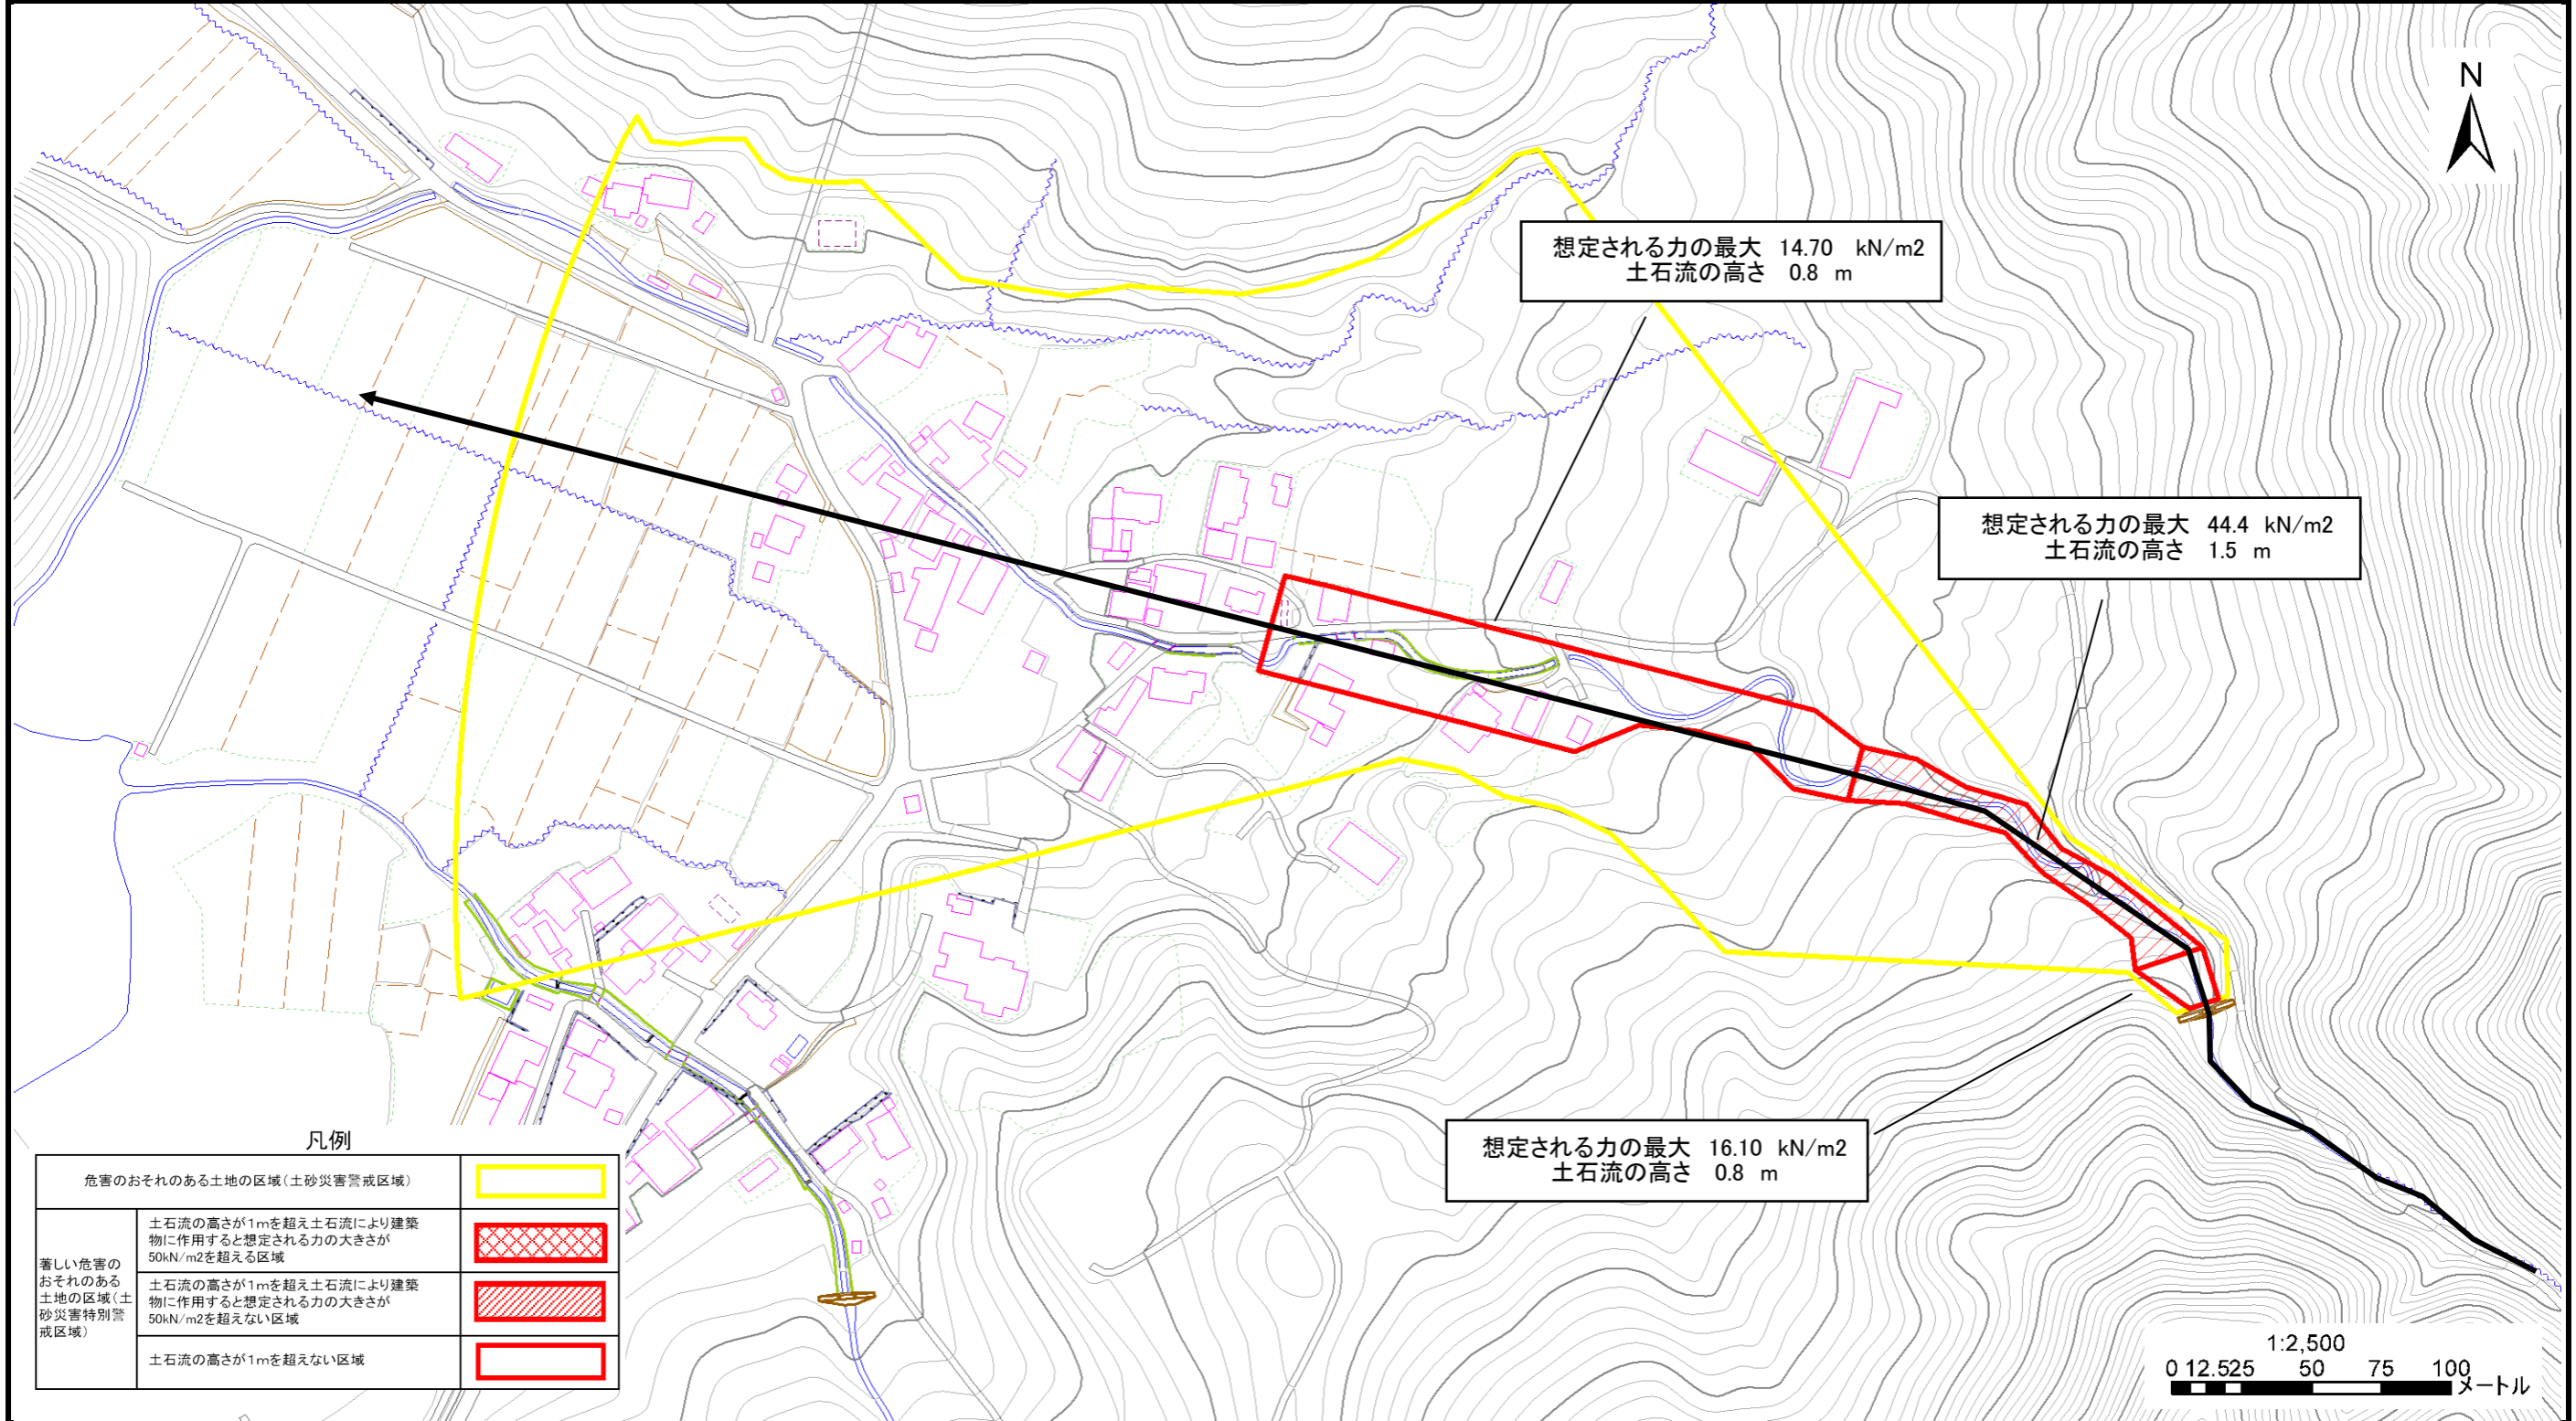 N
想定される力の最大 14.70 kN/m2
土石流の高さ 0.8 m
想定される力の最大 44.4 kN/m2
土石流の高さ 1.5 m
想定される力の最大 16.10 kN/m2
土石流の高さ 0.8 m
凡例
危害のおそれのある土地の区域(土砂災害警戒区域)
著しい危害の
おそれのある
土地の区域(土
砂災害特別警
戒区域)
土石流の高さが1mを超え土石流により建築
物に作用すると想定される力の大きさが
50kN/m2を超える区域
土石流の高さが1mを超え土石流により建築
物に作用すると想定される力の大きさが
50kN/m2を超えない区域
土石流の高さが1mを超えない区域
1:2,500
0 12.525 50 75 100
メートル